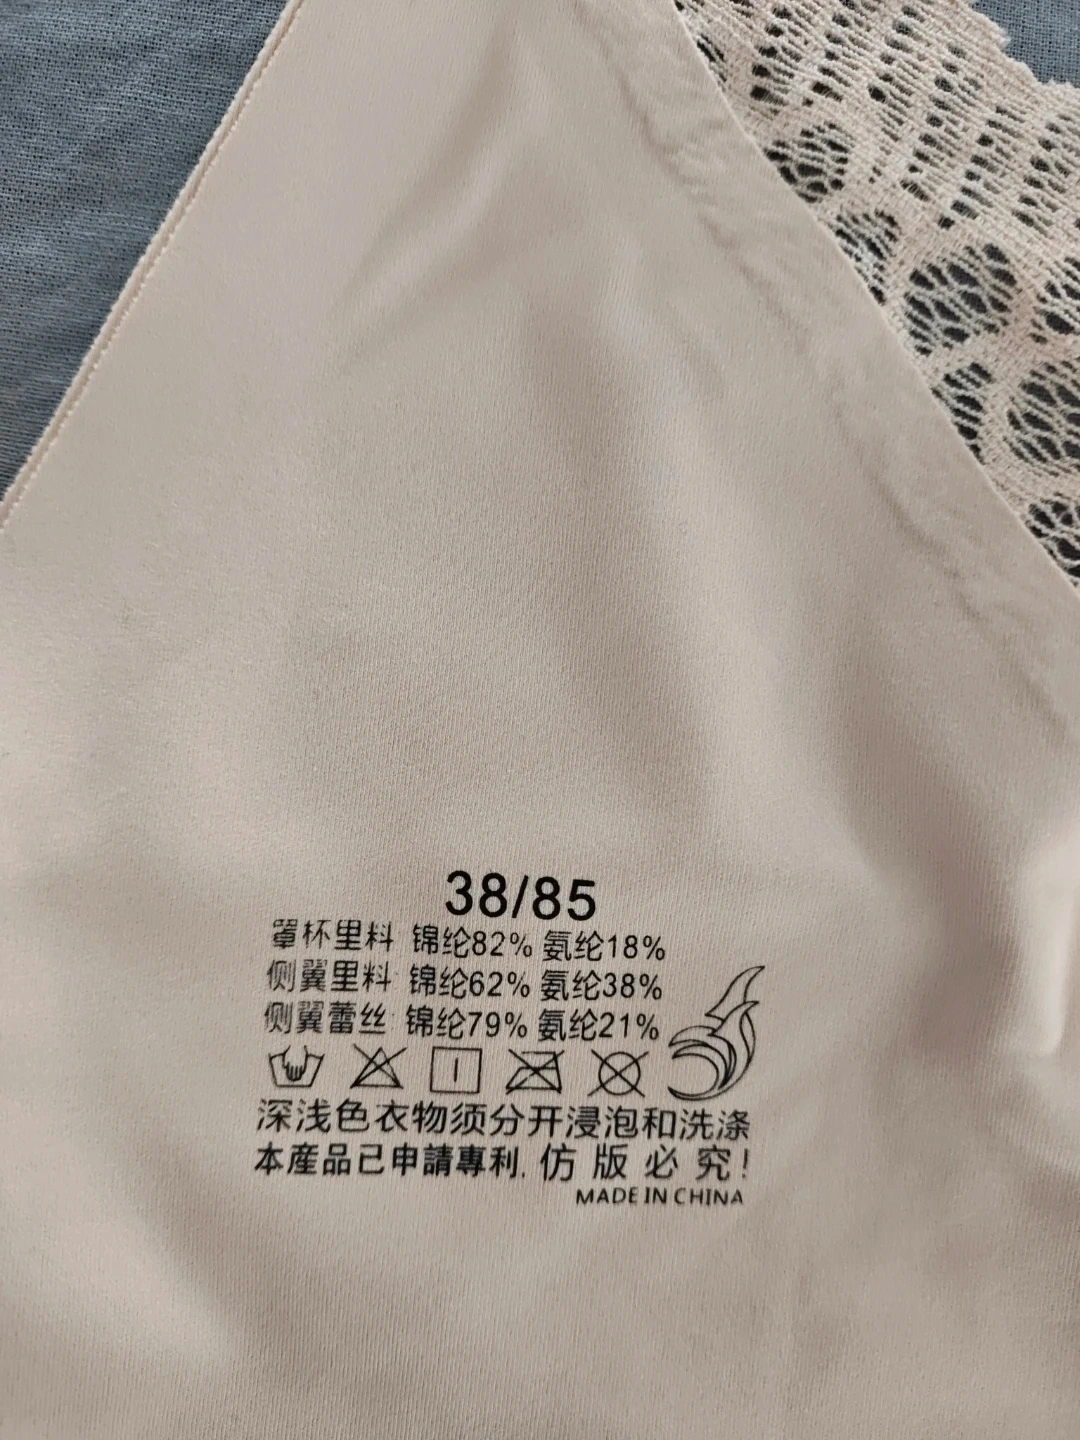 38/85
罩杯里料 锦纶82% 氨纶18%
侧翼里料 锦纶62% 氨纶38%
侧翼蕾丝 锦纶79% 氨纶21%
深浅色衣物须分开浸泡和洗涤
本産品已申請專利, 仿 版 必 究!
MADE IN CHINA